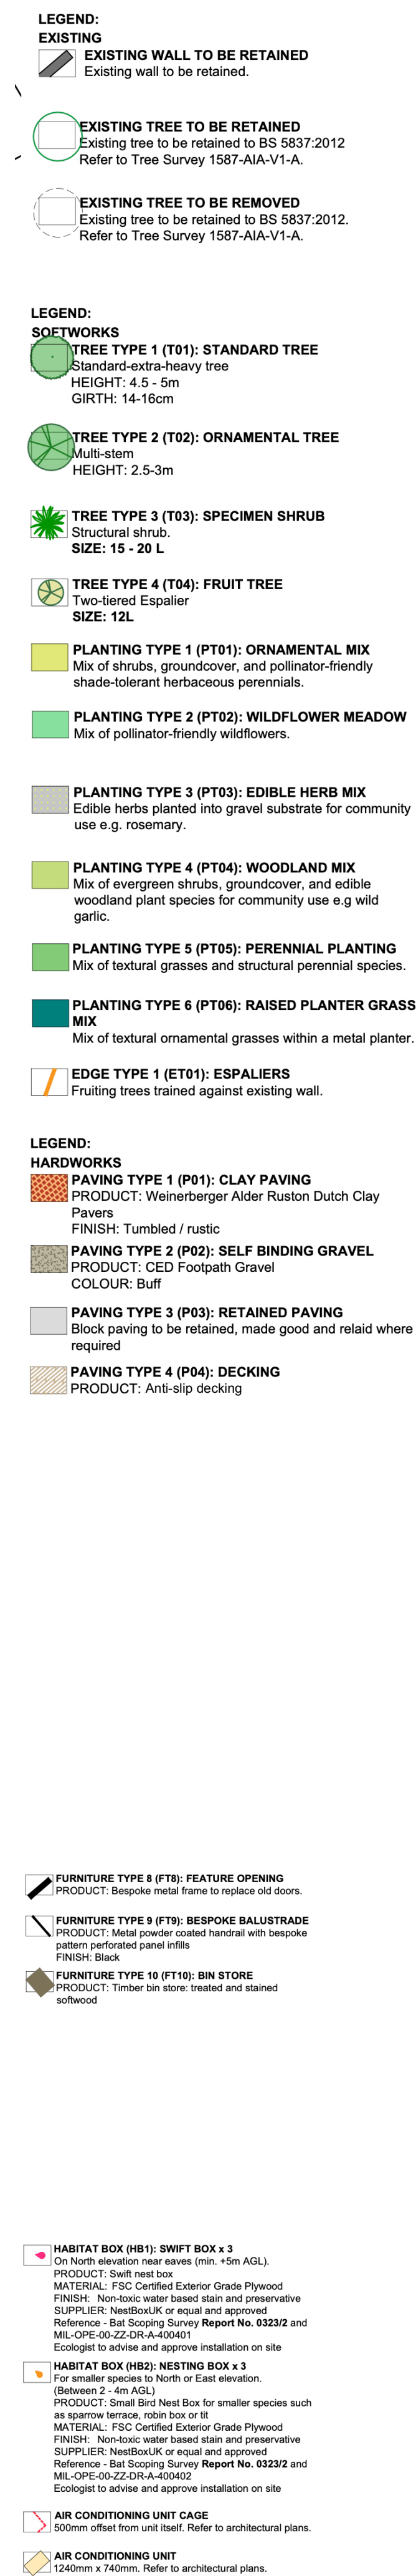 LEGEND:
EXISTING
EXISTING WALL TO BE RETAINED
Existing wall to be retained.
EXISTING TREE TO BE RETAINED
Existing tree to be retained to BS 5837:2012
Refer to Tree Survey 1587-AIA-V1-A.
EXISTING TREE TO BE REMOVED
Existing tree to be retained to BS 5837:2012.
Refer to Tree Survey 1587-AIA-V1-A.
LEGEND:
SOFTWORKS
TREE TYPE 1 (T01): STANDARD TREE
Standard-extra-heavy tree
HEIGHT: 4.5 - 5m
GIRTH: 14-16cm
TREE TYPE 2 (T02): ORNAMENTAL TREE
Multi-stem
HEIGHT: 2.5-3m
TREE TYPE 3 (T03): SPECIMEN SHRUB
Structural shrub.
SIZE: 15 - 20 L
TREE TYPE 4 (T04): FRUIT TREE
Two-tiered Espalier
SIZE: 12L
PLANTING TYPE 1 (PT01): ORNAMENTAL MIX
Mix of shrubs, groundcover, and pollinator-friendly
shade-tolerant herbaceous perennials.
PLANTING TYPE 2 (PT02): WILDFLOWER MEADOW
Mix of pollinator-friendly wildflowers.
PLANTING TYPE 3 (PT03): EDIBLE HERB MIX
Edible herbs planted into gravel substrate for community
use e.g. rosemary.
PLANTING TYPE 4 (PT04): WOODLAND MIX
Mix of evergreen shrubs, groundcover, and edible
woodland plant species for community use e.g wild
garlic.
PLANTING TYPE 5 (PT05): PERENNIAL PLANTING
Mix of textural grasses and structural perennial species.
PLANTING TYPE 6 (PT06): RAISED PLANTER GRASS
MIX
Mix of textural ornamental grasses within a metal planter.
EDGE TYPE 1 (ET01): ESPALIERS
Fruiting trees trained against existing wall.
LEGEND:
HARDWORKS
PAVING TYPE 1 (P01): CLAY PAVING
PRODUCT: Weinerberger Alder Ruston Dutch Clay
Pavers
FINISH: Tumbled / rustic
PAVING TYPE 2 (P02): SELF BINDING GRAVEL
PRODUCT: CED Footpath Gravel
COLOUR: Buff
PAVING TYPE 3 (P03): RETAINED PAVING
Block paving to be retained, made good and relaid where
required
PAVING TYPE 4 (P04): DECKING
PRODUCT: Anti-slip decking
FURNITURE TYPE 8 (FT8): FEATURE OPENING
PRODUCT: Bespoke metal frame to replace old doors.
FURNITURE TYPE 9 (FT9): BESPOKE BALUSTRADE
PRODUCT: Metal powder coated handrail with bespoke
pattern perforated panel infills
FINISH: Black
FURNITURE TYPE 10 (FT10): BIN STORE
PRODUCT: Timber bin store: treated and stained
softwood
HABITAT BOX (HB1): SWIFT BOX x 3
On North elevation near eaves (min. +5m AGL).
PRODUCT: Swift nest box
MATERIAL: FSC Certified Exterior Grade Plywood
FINISH: Non-toxic water based stain and preservative
SUPPLIER: NestBoxUK or equal and approved
Reference - Bat Scoping Survey Report No. 0323/2 and
MIL-OPE-00-ZZ-DR-A-400401
Ecologist to advise and approve installation on site
HABITAT BOX (HB2): NESTING BOX x 3
For smaller species to North or East elevation.
(Between 2 - 4m AGL)
PRODUCT: Small Bird Nest Box for smaller species such
as sparrow terrace, robin box or tit
MATERIAL: FSC Certified Exterior Grade Plywood
FINISH: Non-toxic water based stain and preservative
SUPPLIER: NestBoxUK or equal and approved
Reference - Bat Scoping Survey Report No. 0323/2 and
MIL-OPE-00-ZZ-DR-A-400402
Ecologist to advise and approve installation on site
AIR CONDITIONING UNIT CAGE
500mm offset from unit itself. Refer to architectural plans.
AIR CONDITIONING UNIT
1240mm x 740mm. Refer to architectural plans.